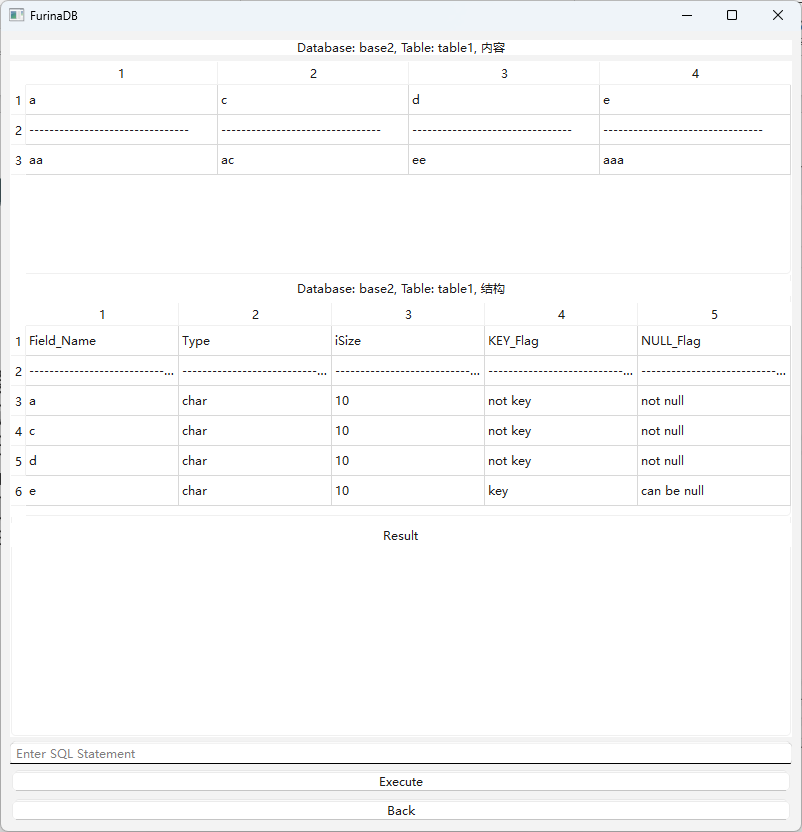 FurinaDB
Database: base2, Table: table1, 内容
1 2 3 4
1 a c d e
2 -------------------------------- -------------------------------- -------------------------------- --------------------------------
3 aa ac ee aaa
Database: base2, Table: table1, 结构
1 2 3 4 5
1 Field_Name Type iSize KEY_Flag NULL_Flag
2 ---------------------------... ---------------------------... ---------------------------... ---------------------------... ---------------------------...
3 a char 10 not key not null
4 c char 10 not key not null
5 d char 10 not key not null
6 e char 10 key can be null
Result
Enter SQL Statement
Execute
Back